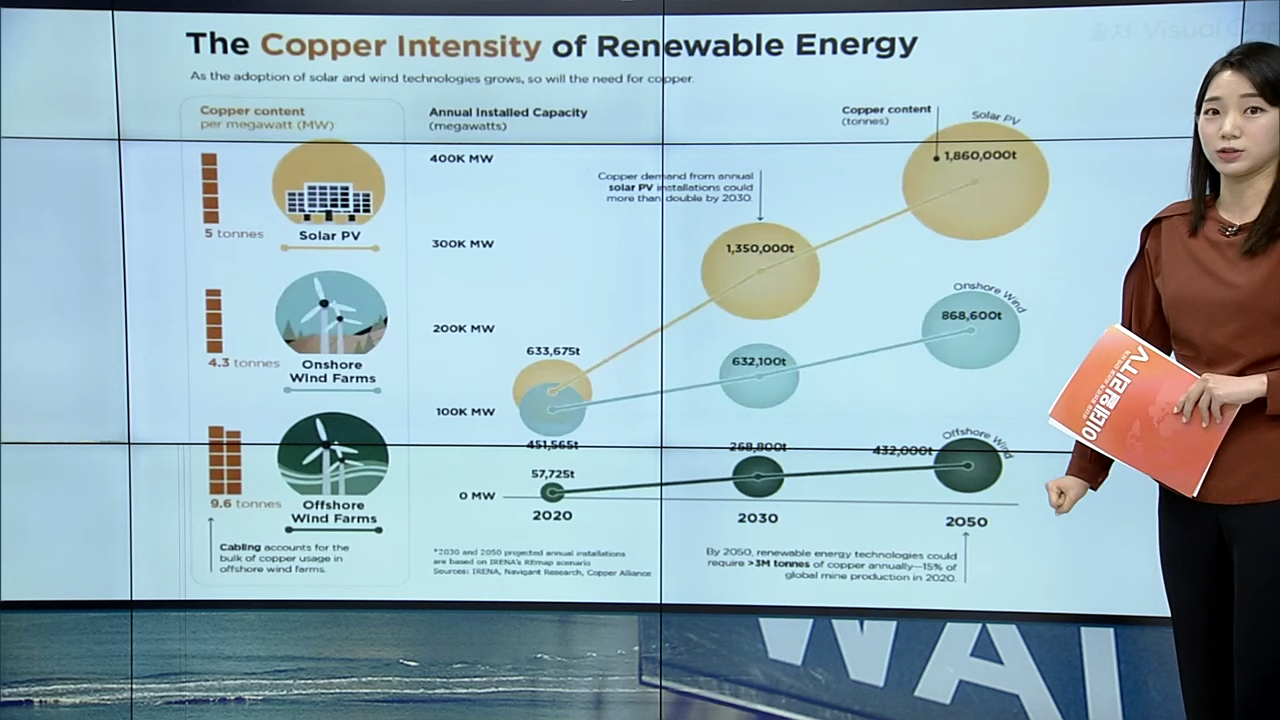 The Copper Intensity of Renewable Energy
As the adoption of solar and wind technologies grows, so will the need for copper.
Copper content
per megawatt (MW)
5 tonnes
Solar PV
4.3 tonnes
Onshore
Wind Farms
9.6 tonnes
Offshore
Wind Farms
Cabling accounts for the
bulk of copper usage in
offshore wind farms.
Annual Installed Capacity
(megawatts)
400K MW
300K MW
200K MW
100K MW
0 MW
Copper content
(tonnes)
Solar PV
1,860,000t
Copper demand from annual
solar PV installations could
more than double by 2030.
1,350,000t
Onshore Wind
868,600t
633,675t
632,100t
451,565t
268,800t
432,000t
Offshore Wind
57,725t
2020
2030
2050
*2030 and 2050 projected annual installations
are based on IRENA's REmap scenario
Sources: IRENA, Navigant Research, Copper Alliance
By 2050, renewable energy technologies could
require >3M tonnes of copper annually—15% of
global mine production in 2020.
출처: Visual Cap
이데일리TV
WAL